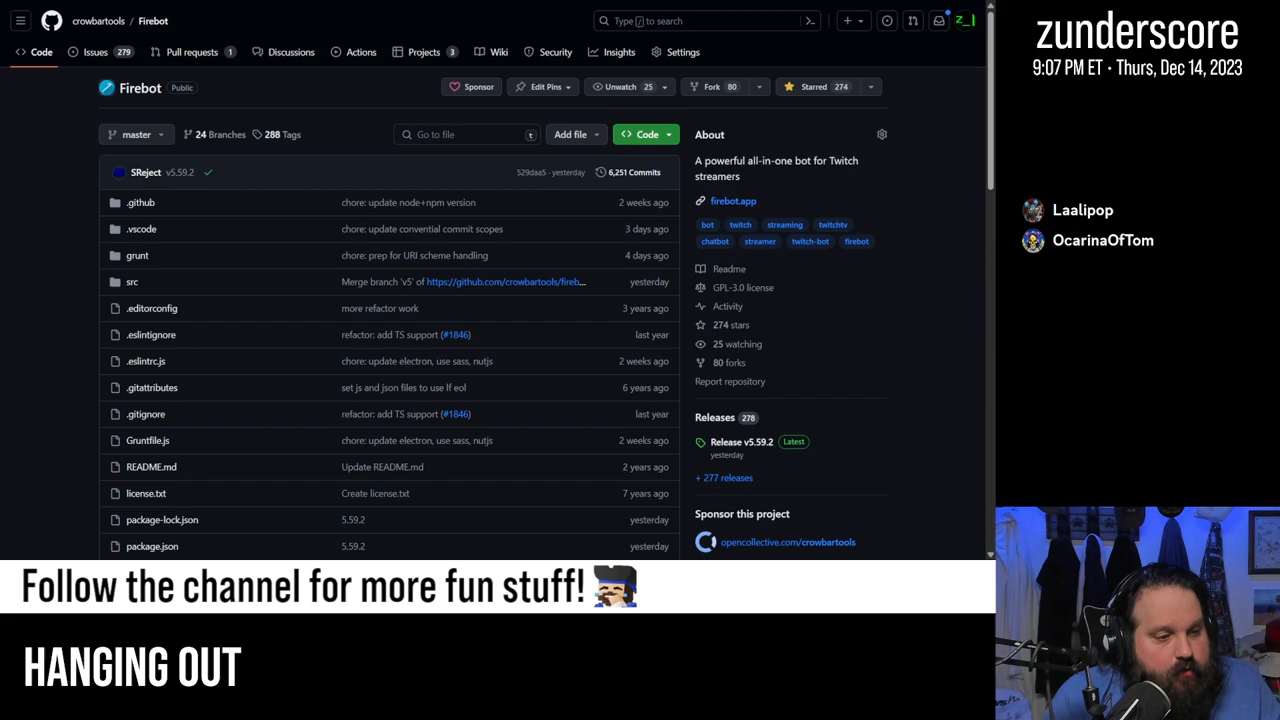 crowbartools / Firebot
Type / to search
z_|
Code
Issues 279
Pull requests 1
Discussions
Actions
Projects 3
Wiki
Security
Insights
Settings
Firebot Public
Sponsor
Edit Pins
Unwatch 25
Fork 80
Starred 274
master
24 Branches
288 Tags
Go to file t
Add file
Code
SReject v5.59.2 529daa5 · yesterday 6,251 Commits
.github chore: update node+npm version 2 weeks ago
.vscode chore: update convential commit scopes 3 days ago
grunt chore: prep for URI scheme handling 4 days ago
src Merge branch 'v5' of https://github.com/crowbartools/fireb... yesterday
.editorconfig more refactor work 3 years ago
.eslintignore refactor: add TS support (#1846) last year
.eslintrc.js chore: update electron, use sass, nutjs 2 weeks ago
.gitattributes set js and json files to use lf eol 6 years ago
.gitignore refactor: add TS support (#1846) last year
Gruntfile.js chore: update electron, use sass, nutjs 2 weeks ago
README.md Update README.md 2 years ago
license.txt Create license.txt 7 years ago
package-lock.json 5.59.2 yesterday
package.json 5.59.2 yesterday
About
A powerful all-in-one bot for Twitch
streamers
firebot.app
bot twitch streaming twitchtv
chatbot streamer twitch-bot firebot
Readme
GPL-3.0 license
Activity
274 stars
25 watching
80 forks
Report repository
Releases 278
Release v5.59.2 Latest
yesterday
+ 277 releases
Sponsor this project
opencollective.com/crowbartools
zunderscore
9:07 PM ET • Thurs, Dec 14, 2023
Laalipop
OcarinaOfTom
Follow the channel for more fun stuff!
HANGING OUT